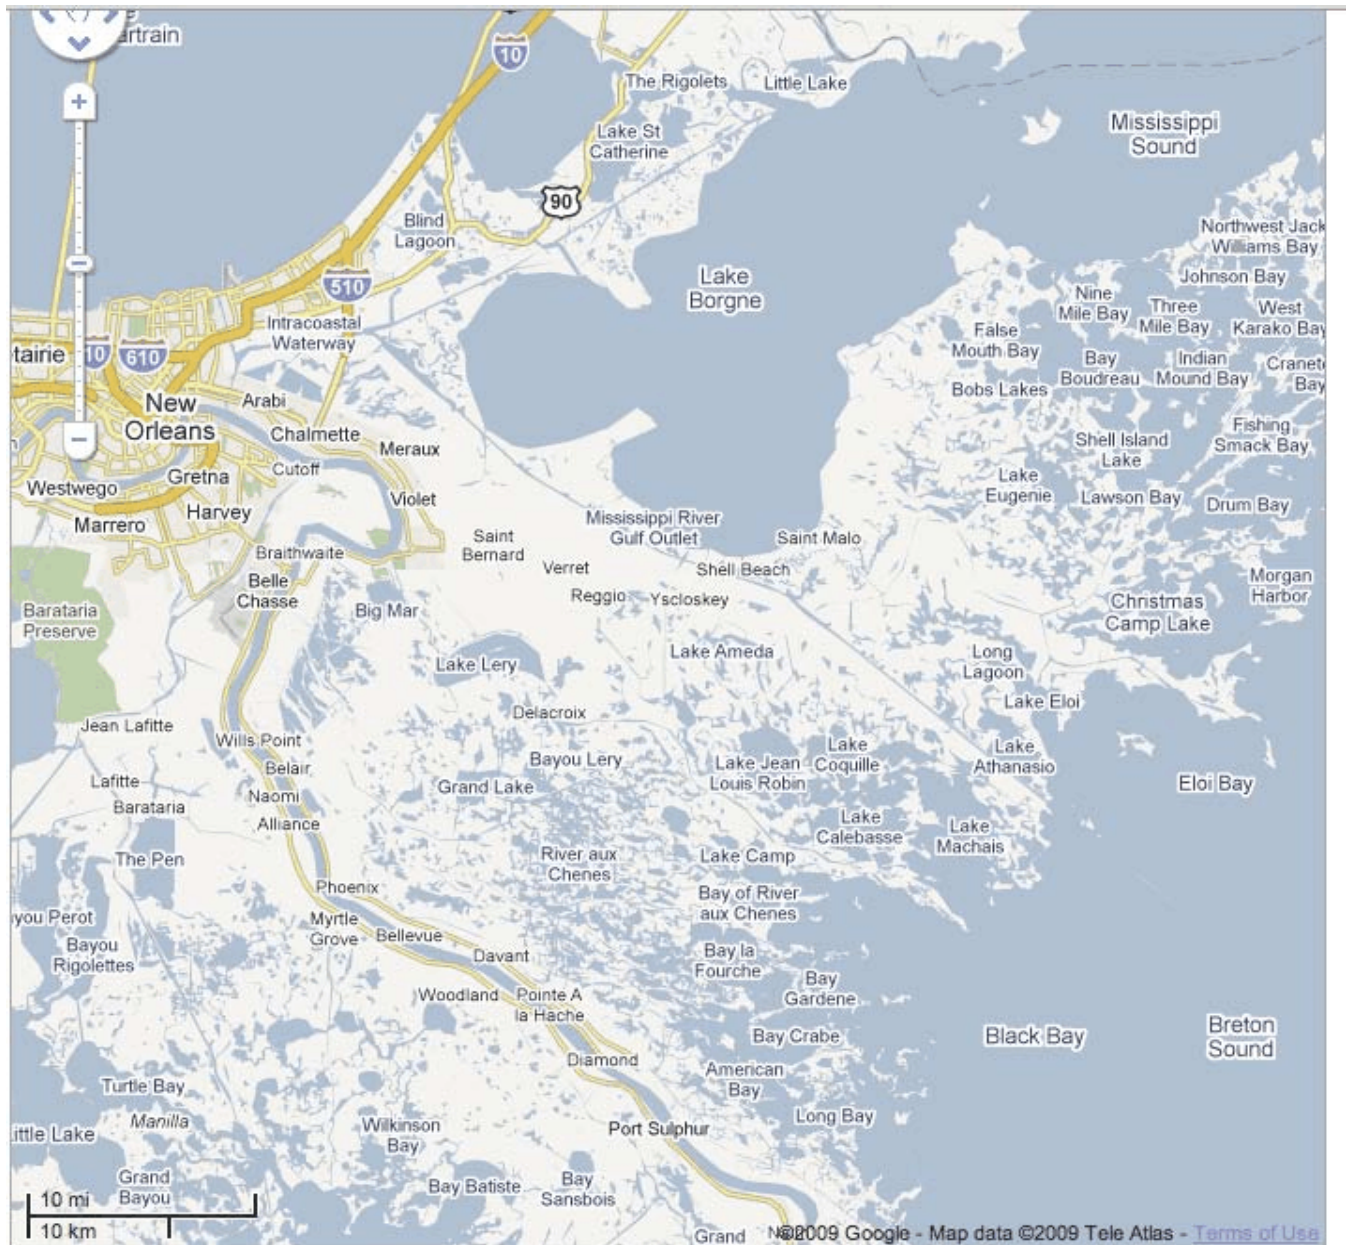 artrain
10
The Rigolets
Little Lake
Mississippi
Sound
Lake St
Catherine
90
Blind
Lagoon
Northwest Jack
Williams Bay
Lake
Borgne
Johnson Bay
510
Nine
Mile Bay
Three
Mile Bay
West
Karako Bay
Intracoastal
Waterway
False
Mouth Bay
tairie
10
610
Bay
Boudreau
Indian
Mound Bay
Cranet
Bay
Bobs Lakes
New
Orleans
Arabi
Chalmette
Meraux
Fishing
Smack Bay
Shell Island
Lake
Cutoff
Gretna
Westwego
Lake
Eugenie
Lawson Bay
Drum Bay
Violet
Harvey
Marrero
Mississippi River
Gulf Outlet
Saint Malo
Saint
Bernard
Braithwaite
Verret
Shell Beach
Belle
Chasse
Morgan
Harbor
Reggio
Yscloskey
Big Mar
Barataria
Preserve
Christmas
Camp Lake
Lake Lery
Lake Ameda
Long
Lagoon
Lake Eloi
Delacroix
Jean Lafitte
Wills Point
Bayou Lery
Lake Jean
Louis Robin
Lake
Coquille
Lake
Athanasio
Belair
Lafitte
Grand Lake
Eloi Bay
Naomi
Barataria
Alliance
Lake
Calebasse
Lake
Machais
The Pen
River aux
Chenes
Lake Camp
Phoenix
Bay of River
aux Chenes
ayou Perot
Myrtle
Grove
Bellevue
Bayou
Rigolettes
Davant
Bay la
Fourche
Bay
Gardene
Woodland
Pointe A
la Hache
Bay Crabe
Black Bay
Breton
Sound
Diamond
American
Bay
Turtle Bay
Manilla
Long Bay
Little Lake
Wilkinson
Bay
Port Sulphur
Grand
Bayou
Bay Batiste
Bay
Sansbois
10 mi
10 km
Grand
©2009 Google - Map data ©2009 Tele Atlas - Terms of Use